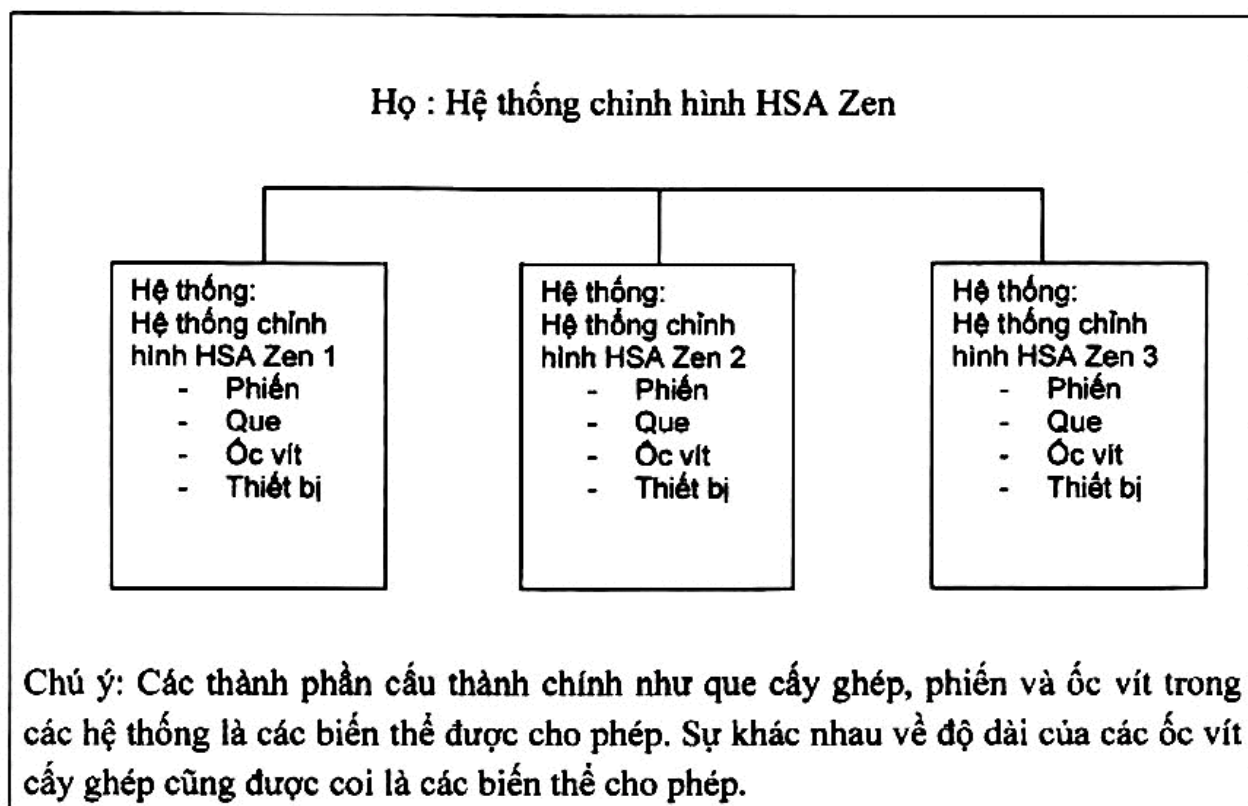 Họ : Hệ thống chỉnh hình HSA Zen
Hệ thống:
Hệ thống chỉnh
hình HSA Zen 1
- Phiến
- Que
- Ốc vít
- Thiết bị
Hệ thống:
Hệ thống chỉnh
hình HSA Zen 2
- Phiến
- Que
- Ốc vít
- Thiết bị
Hệ thống:
Hệ thống chỉnh
hình HSA Zen 3
- Phiến
- Que
- Ốc vít
- Thiết bị
Chú ý: Các thành phần cấu thành chính như que cấy ghép, phiến và ốc vít trong
các hệ thống là các biến thể được cho phép. Sự khác nhau về độ dài của các ốc vít
cấy ghép cũng được coi là các biến thể cho phép.